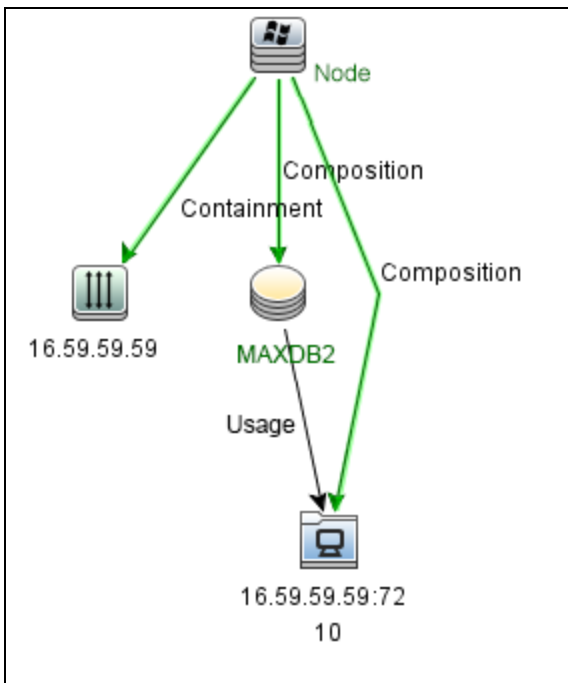 Node
Composition
Containment
Composition
16.59.59.59
MAXDB2
Usage
16.59.59.59:72
10